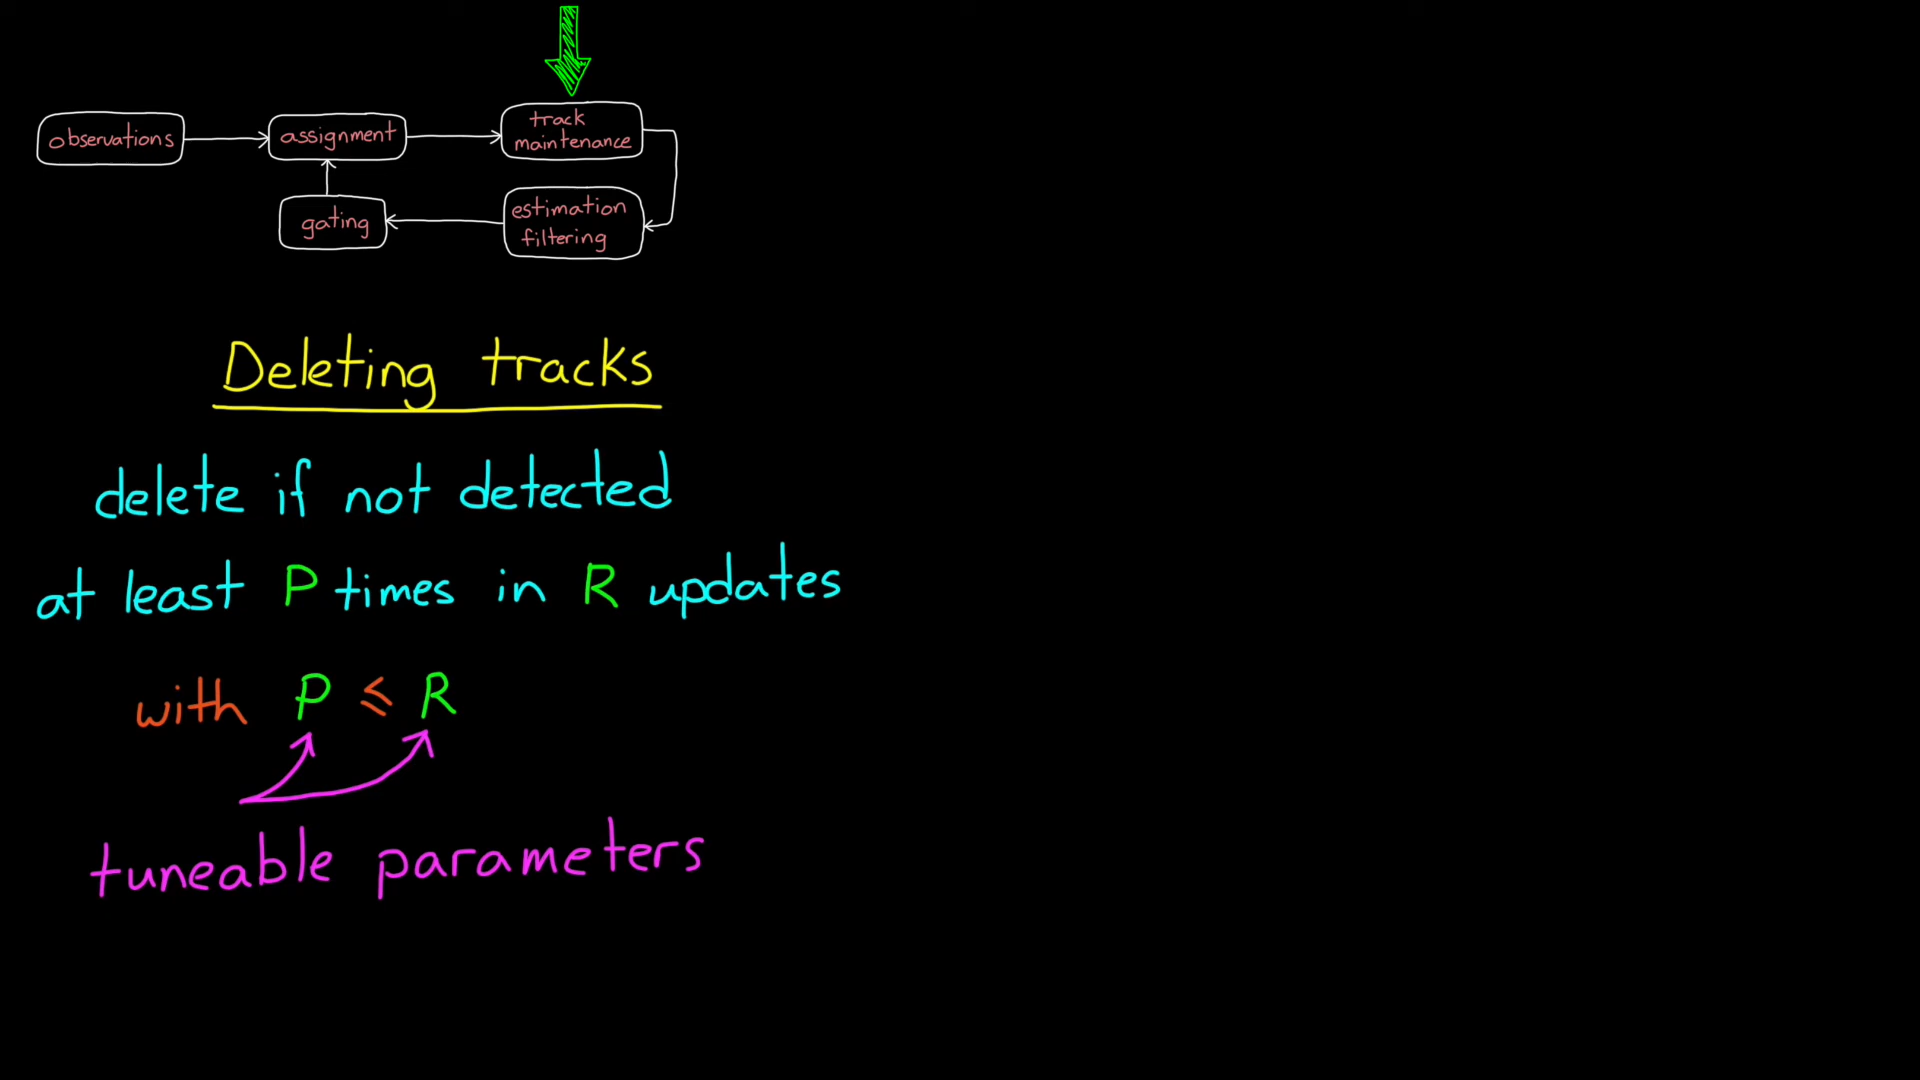 observations
assignment
track
maintenance
gating
estimation
filtering
Deleting tracks
delete if not detected
at least P times in R updates
with P ≤ R
tuneable parameters